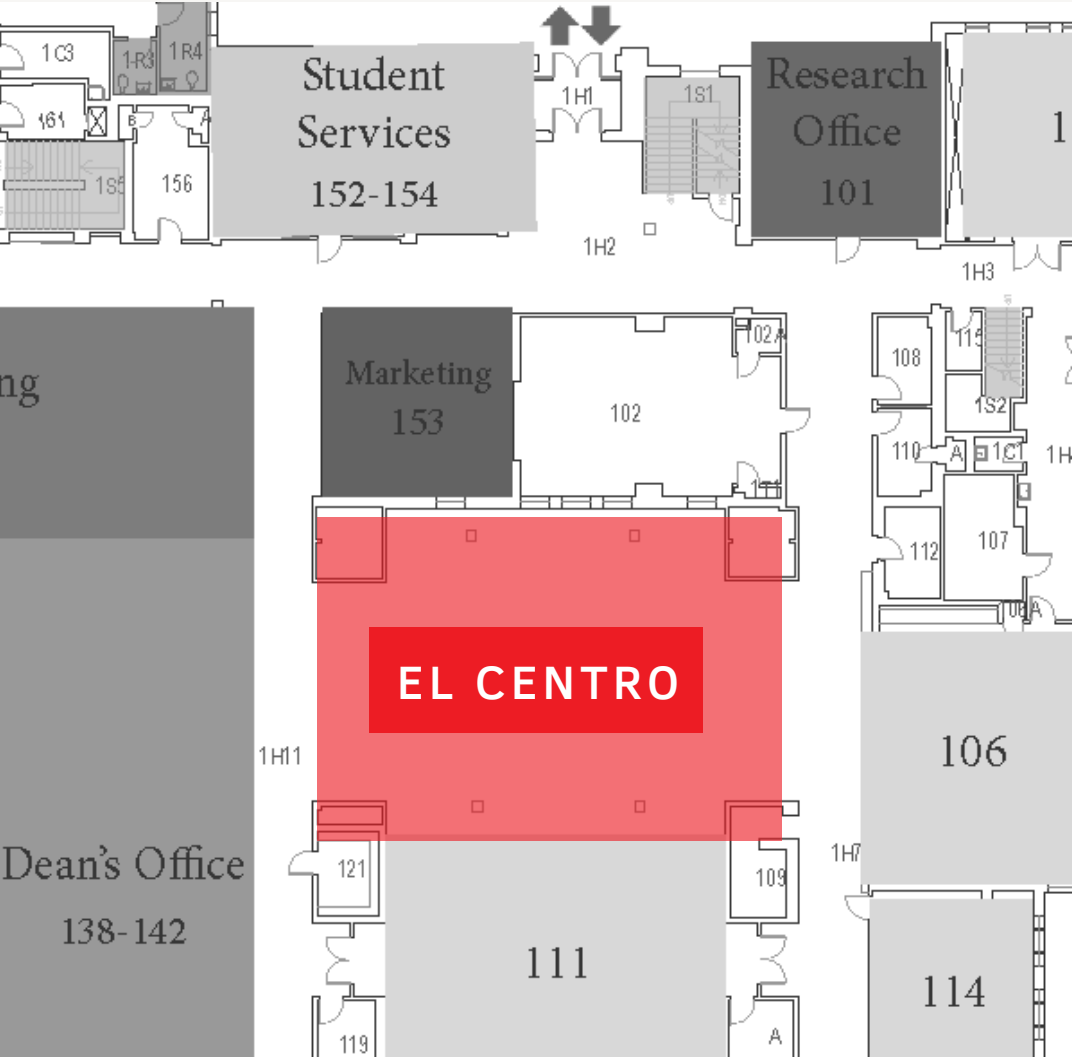 1C3
1-R3
1R4
Student
Services
152-154
1H1
1S1
Research
Office
101
1
161
B
A
156
1S5
1H2
1H3
ng
Marketing
153
102
102A
108
115
1S2
110
A
1C1
1H
112
107
A
EL CENTRO
1H11
106
Dean's Office
138-142
121
109
1H7
111
114
119
A